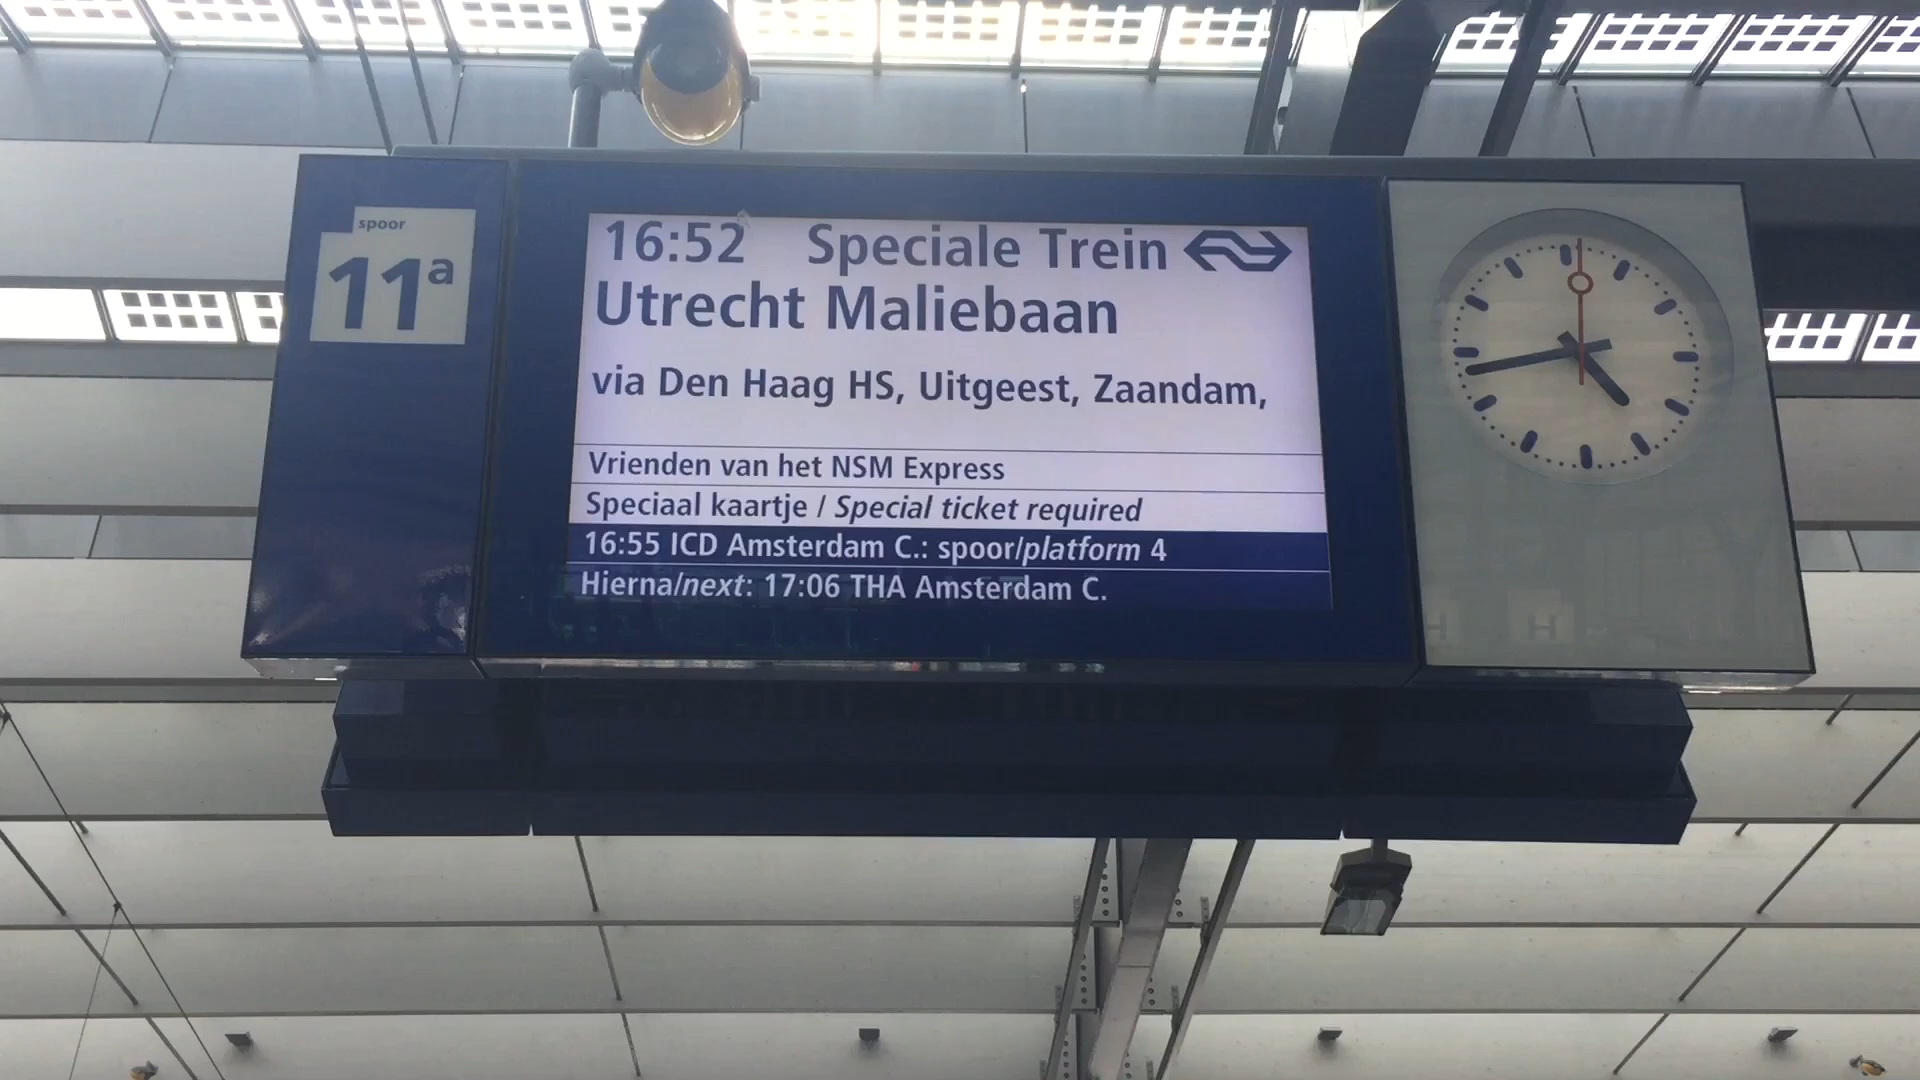 spoor
11a
16:52 Speciale Trein
Utrecht Maliebaan
via Den Haag HS, Uitgeest, Zaandam,
Vrienden van het NSM Express
Speciaal kaartje / Special ticket required
16:55 ICD Amsterdam C.: spoor/platform 4
Hierna/next: 17:06 THA Amsterdam C.